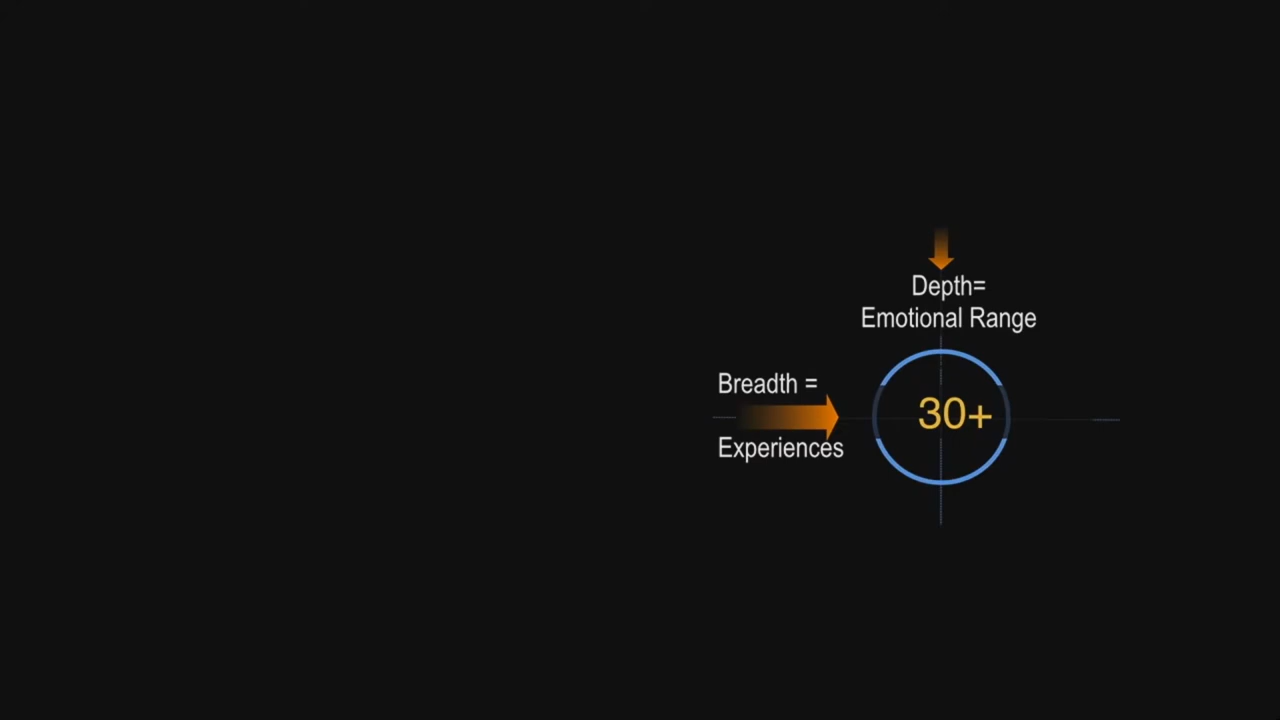 Depth=
Emotional Range
Breadth =
30+
Experiences